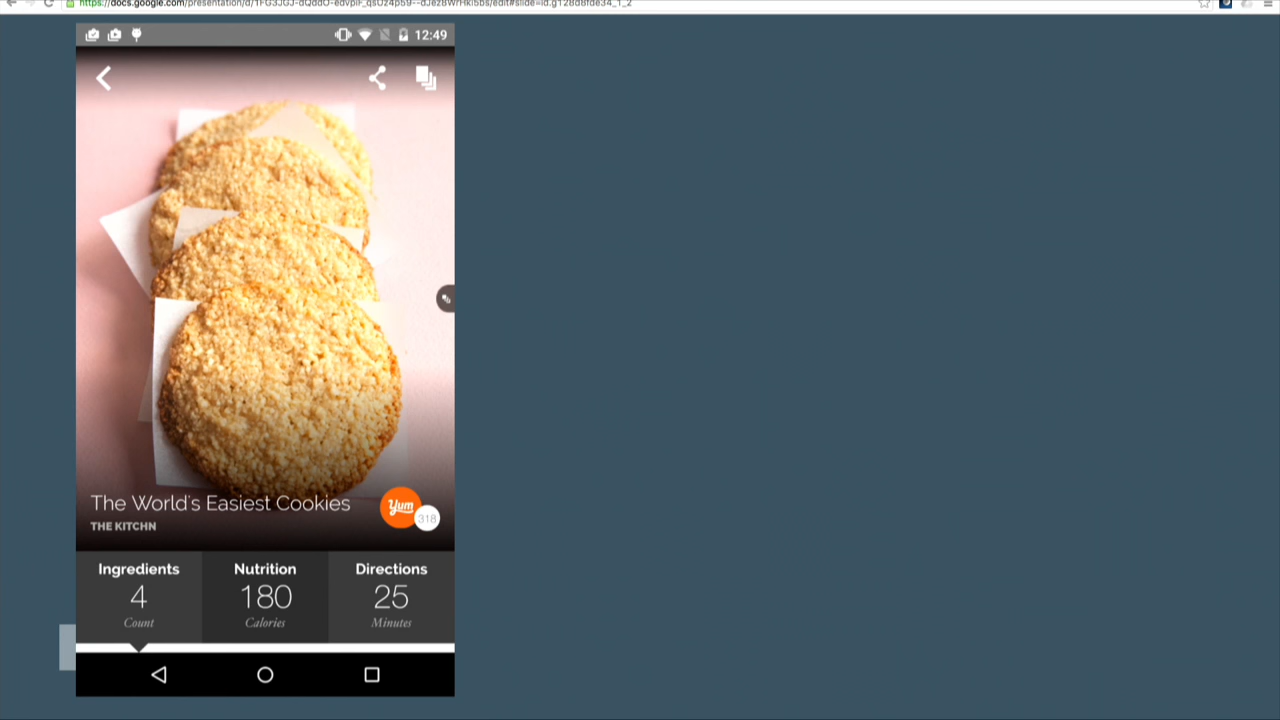 12:49
The World's Easiest Cookies
THE KITCHN
Yum
318
Ingredients
4
Count
Nutrition
180
Calories
Directions
25
Minutes